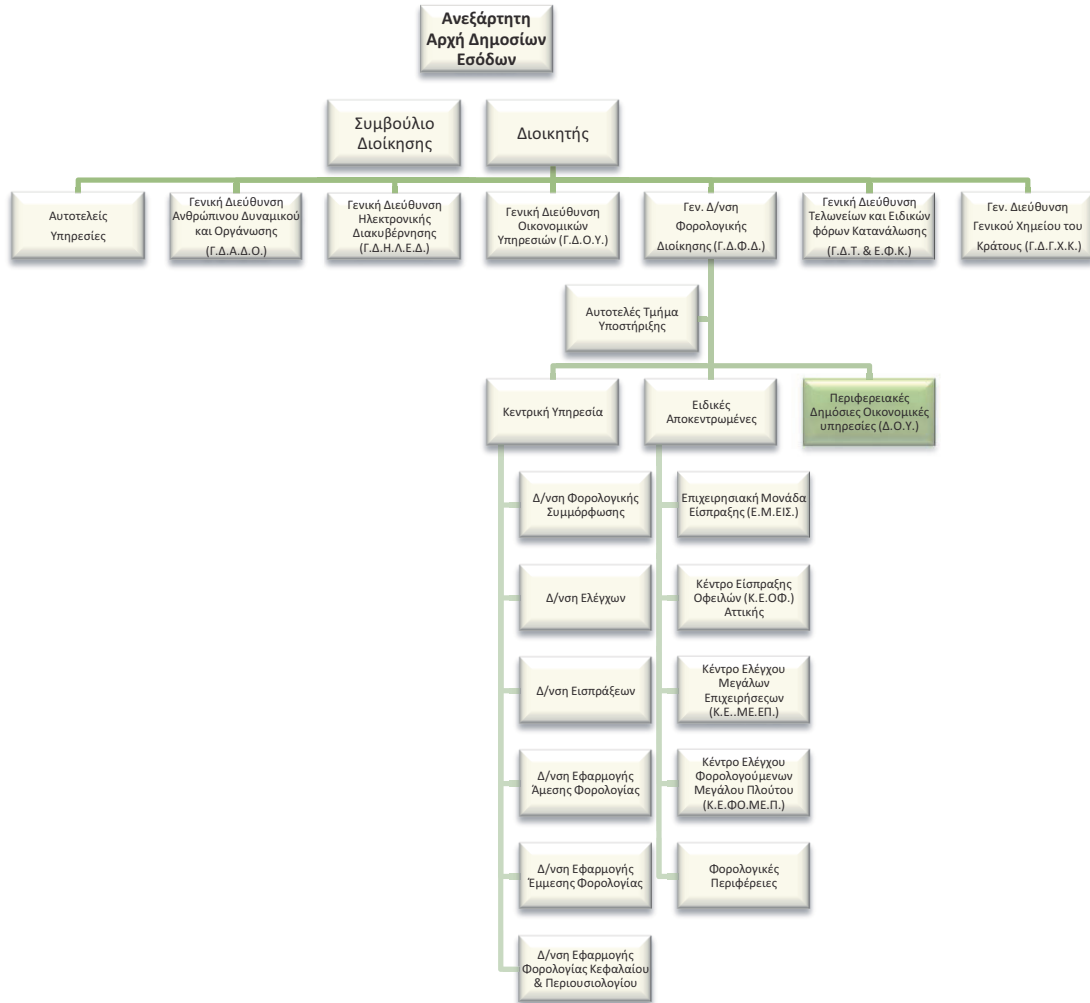 Ανεξάρτητη
Αρχή Δημοσίων
Εσόδων
Συμβούλιο
Διοίκησης
Διοικητής
Αυτοτελείς
Υπηρεσίες
Γενική Διεύθυνση
Ανθρώπινου Δυναμικού
και Οργάνωσης
(Γ.Δ.Α.Δ.Ο.)
Γενική Διεύθυνση
Ηλεκτρονικής
Διακυβέρνησης
(Γ.Δ.Η.Λ.Ε.Δ.)
Γενική Διεύθυνση
Οικονομικών
Υπηρεσιών (Γ.Δ.Ο.Υ.)
Γεν. Δ/νση
Φορολογικής
Διοίκησης (Γ.Δ.Φ.Δ.)
Γενική Διεύθυνση
Τελωνείων και Ειδικών
φόρων Κατανάλωσης
(Γ.Δ.Τ. & Ε.Φ.Κ.)
Γεν. Διεύθυνση
Γενικού Χημείου του
Κράτους (Γ.Δ.Γ.Χ.Κ.)
Αυτοτελές Τμήμα
Υποστήριξης
Κεντρική Υπηρεσία
Ειδικές
Αποκεντρωμένες
Περιφερειακές
Δημόσιες Οικονομικές
υπηρεσίες (Δ.Ο.Υ.)
Δ/νση Φορολογικής
Συμμόρφωσης
Δ/νση Ελέγχων
Δ/νση Εισπράξεων
Δ/νση Εφαρμογής
Άμεσης Φορολογίας
Δ/νση Εφαρμογής
Έμμεσης Φορολογίας
Δ/νση Εφαρμογής
Φορολογίας Κεφαλαίου
& Περιουσιολογίου
Επιχειρησιακή Μονάδα
Είσπραξης (Ε.Μ.ΕΙΣ.)
Κέντρο Είσπραξης
Οφειλών (Κ.Ε.ΟΦ.)
Αττικής
Κέντρο Ελέγχου
Μεγάλων
Επιχειρήσεςων
(Κ.Ε..ΜΕ.ΕΠ.)
Κέντρο Ελέγχου
Φορολογούμενων
Μεγάλου Πλούτου
(Κ.Ε.ΦΟ.ΜΕ.Π.)
Φορολογικές
Περιφέρειες